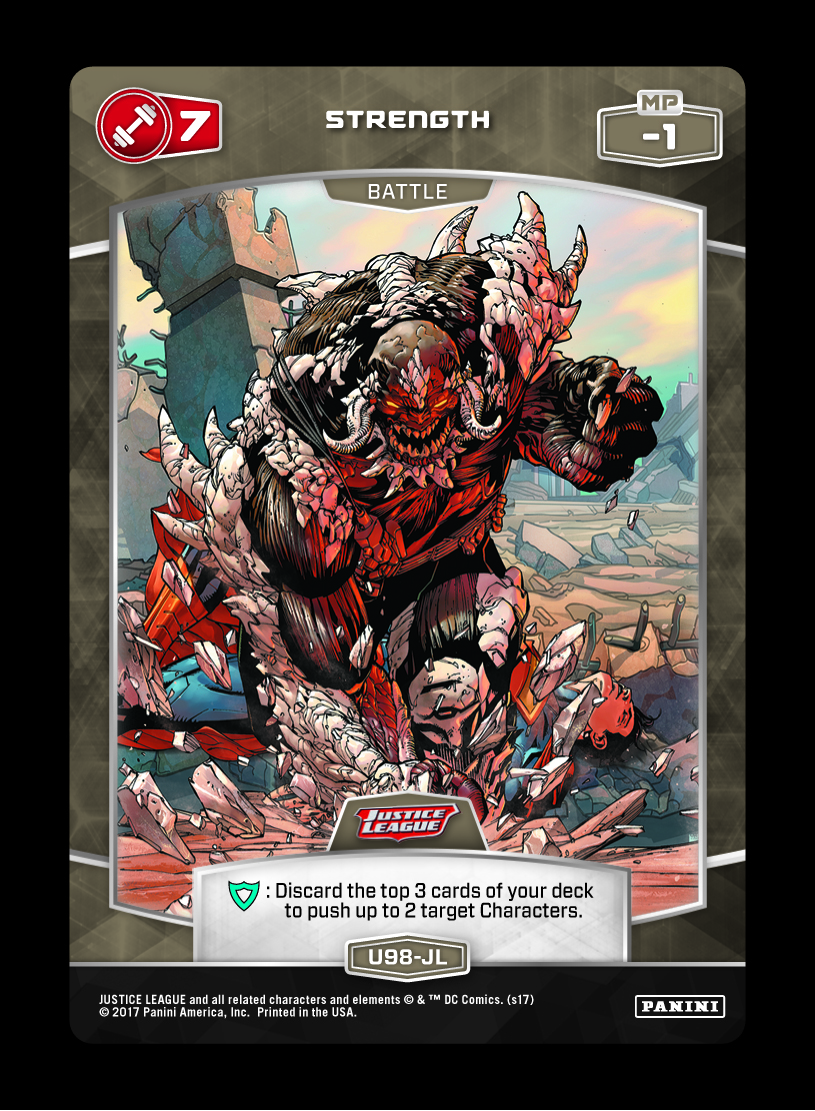 7
STRENGTH
MP
-1
BATTLE
JUSTICE
LEAGUE
: Discard the top 3 cards of your deck
to push up to 2 target Characters.
U98-JL
JUSTICE LEAGUE and all related characters and elements © & ™ DC Comics. (s17)
© 2017 Panini America, Inc.  Printed in the USA.
PANINI